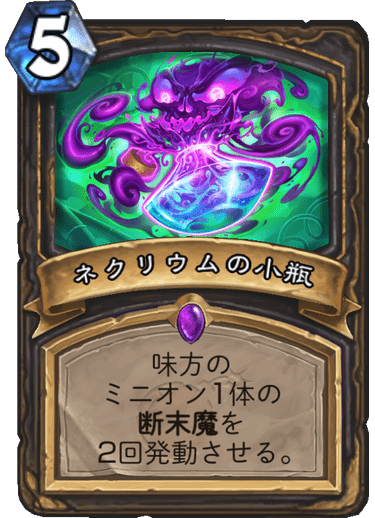 5
ネクリウムの小瓶
味方の
ミニオン1体の
断末魔を
2回発動させる。